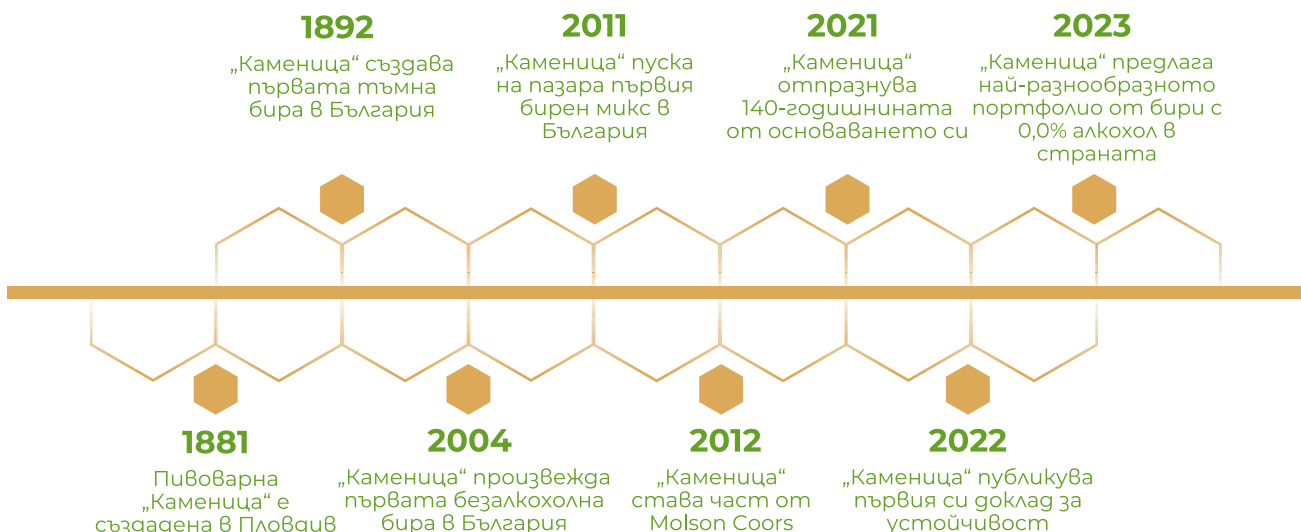 1892
„Каменица“ създава
първата тъмна
бира в България
2011
„Каменица“ пуска
на пазара първия
бирен микс в
България
2021
„Каменица“
отпразнува
140-годишнината
от основаването си
2023
„Каменица“ предлага
най-разнообразното
портфолио от бири с
0,0% алкохол в
страната
1881
Пивоварна
„Каменица“ е
създадена в Пловдив
2004
„Каменица“ произвежда
първата безалкохолна
бира в България
2012
„Каменица“
става част от
Molson Coors
2022
„Каменица“ публикува
първия си доклад за
устойчивост